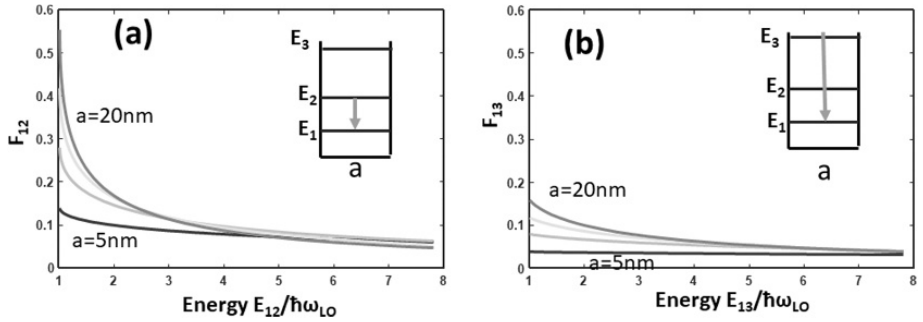 (a)
0.6
0.5
0.4
0.3
0.2
0.1
0
F12
a=20nm
a=5nm
E3
E2
E1
a
1 2 3 4 5 6 7 8
Energy E12/ħωLO
(b)
0.6
0.5
0.4
0.3
0.2
0.1
0
F13
a=20nm
a=5nm
E3
E2
E1
a
1 2 3 4 5 6 7 8
Energy E13/ħωLO